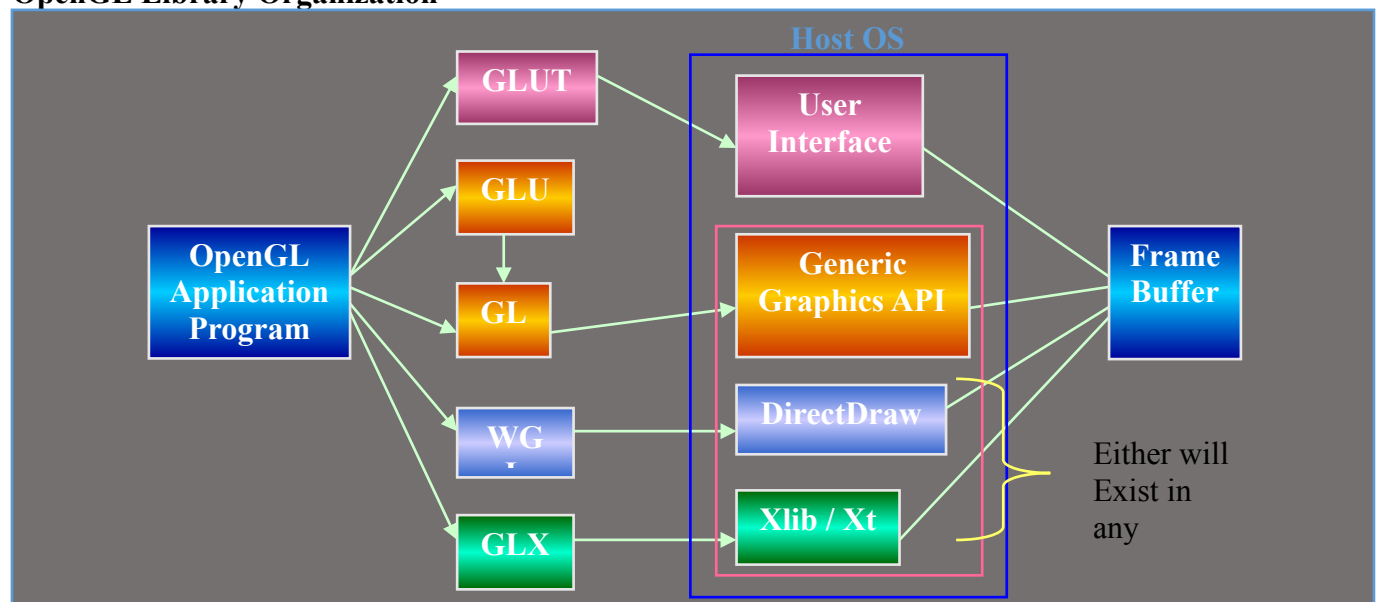 OpenGL Library Organization
Host OS
GLUT
User
Interface
GLU
OpenGL
Application
Program
Generic
Graphics API
Frame
Buffer
GL
DirectDraw
WG
Either will
Exist in
any
Xlib / Xt
GLX